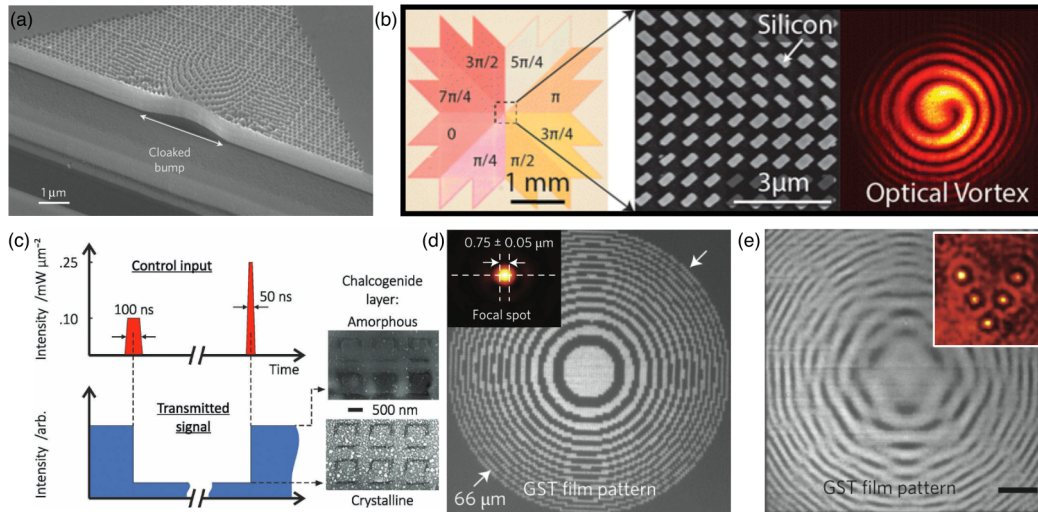 (a)
Cloaked
bump
1 μm
(b)
3π/2
5π/4
7π/4
π
0
3π/4
π/4
π/2
1 mm
Silicon
3μm
Optical Vortex
(c)
Intensity /mW μm⁻²
.25
.10
Control input
100 ns
50 ns
Time
Intensity /arb.
Transmitted
signal
Chalcogenide
layer:
Amorphous
500 nm
Crystalline
(d)
0.75 ± 0.05 μm
Focal spot
66 μm
GST film pattern
(e)
GST film pattern